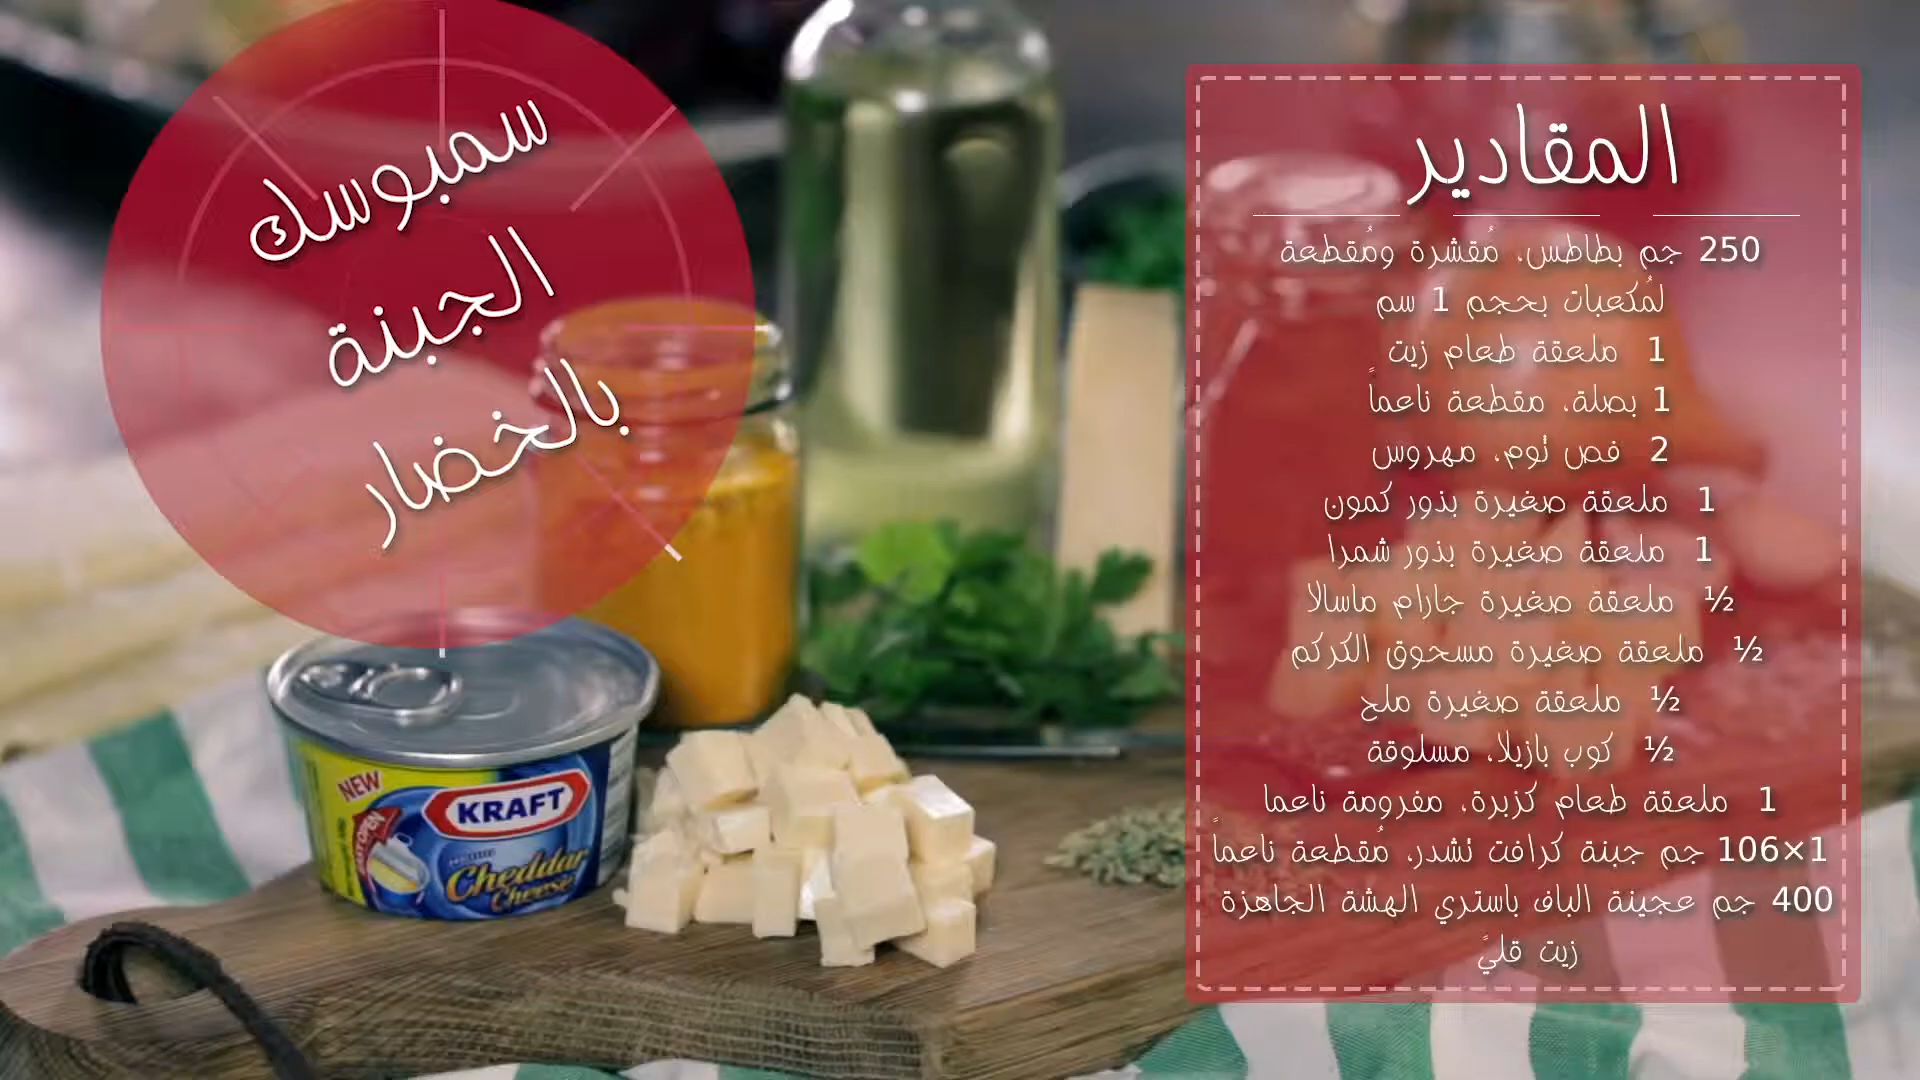 سمبوسك
الجبنة
بالخضار
المقادير
250 جم بطاطس، مُقشرة ومُقطعة
لمُكعبات بحجم 1 سم
1 ملعقة طعام زيت
1 بصلة، مقطعة ناعماً
2 فص ثوم، مهروس
1 ملعقة صغيرة بذور كمون
1 ملعقة صغيرة بذور شمرا
½ ملعقة صغيرة جارام ماسالا
½ ملعقة صغيرة مسحوق الكركم
½ ملعقة صغيرة ملح
½ كوب بازيلا، مسلوقة
1 ملعقة طعام كزبرة، مفرومة ناعما
1×106 جم جبنة كرافت تشدر، مُقطعة ناعماً
400 جم عجينة الباف باستري الهشة الجاهزة
زيت قليً
NEW
KRAFT
Cheddar
Cheese